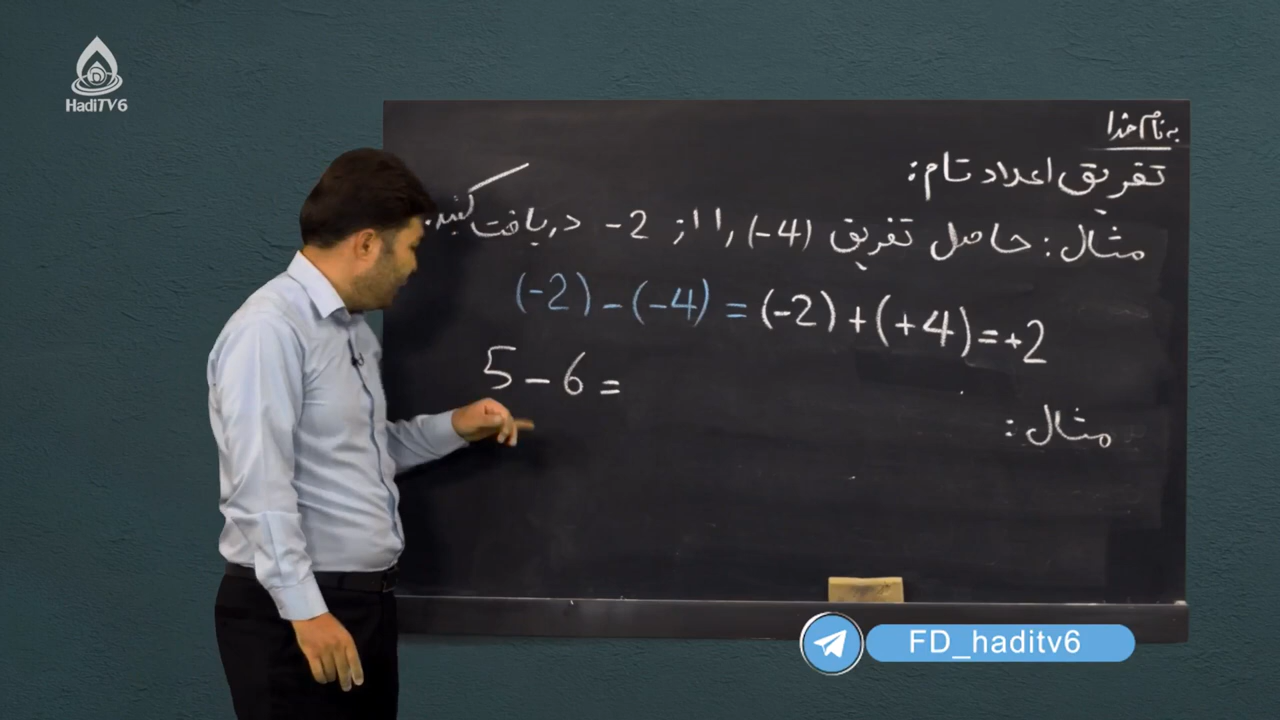 HadiTV6
به نام خدا
تفریق اعداد تام:
مثال: حاصل تفریق (-4) را از -2 دریافت کنید.
(-2) - (-4) = (-2) + (+4) = +2
5 - 6 =
مثال:
FD_haditv6